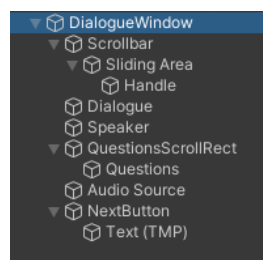 DialogueWindow
Scrollbar
Sliding Area
Handle
Dialogue
Speaker
QuestionsScrollRect
Questions
Audio Source
NextButton
Text (TMP)